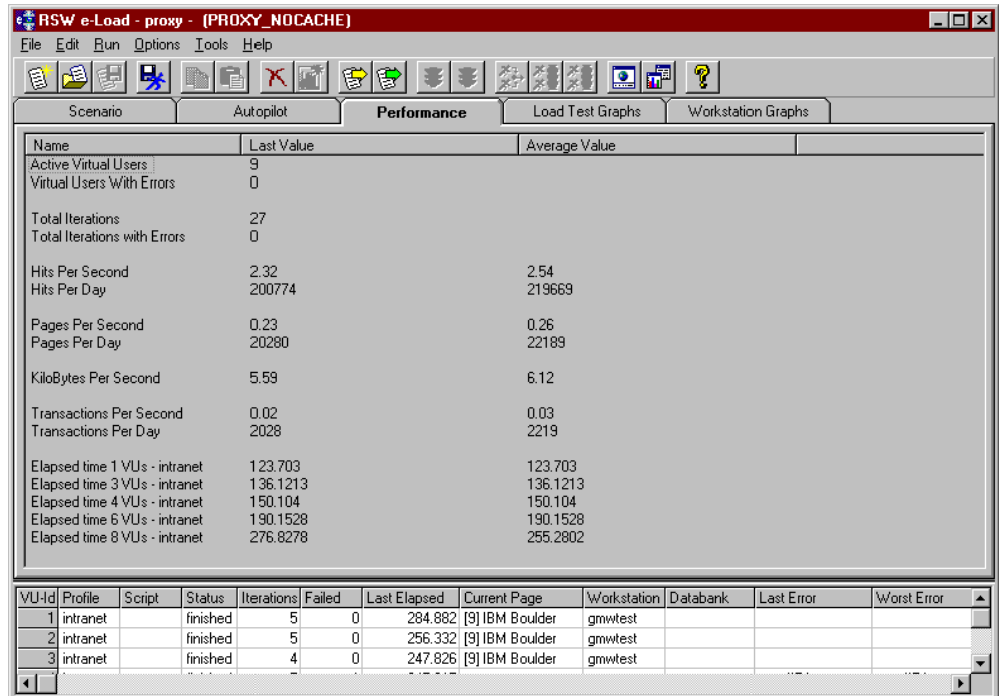 RSW e-Load - proxy - (PROXY_NOCACHE)
File Edit Run Options Tools Help
Scenario Autopilot Performance Load Test Graphs Workstation Graphs
Name Last Value Average Value
Active Virtual Users 9
Virtual Users With Errors 0
Total Iterations 27
Total Iterations with Errors 0
Hits Per Second 2.32 2.54
Hits Per Day 200774 219669
Pages Per Second 0.23 0.26
Pages Per Day 20280 22189
KiloBytes Per Second 5.59 6.12
Transactions Per Second 0.02 0.03
Transactions Per Day 2028 2219
Elapsed time 1 VUs - intranet 123.703 123.703
Elapsed time 3 VUs - intranet 136.1213 136.1213
Elapsed time 4 VUs - intranet 150.104 150.104
Elapsed time 6 VUs - intranet 190.1528 190.1528
Elapsed time 8 VUs - intranet 276.8278 255.2802
VU-Id Profile Script Status Iterations Failed Last Elapsed Current Page Workstation Databank Last Error Worst Error
1 intranet finished 5 0 284.882 [9] IBM Boulder gmwtest
2 intranet finished 5 0 256.332 [9] IBM Boulder gmwtest
3 intranet finished 4 0 247.826 [9] IBM Boulder gmwtest